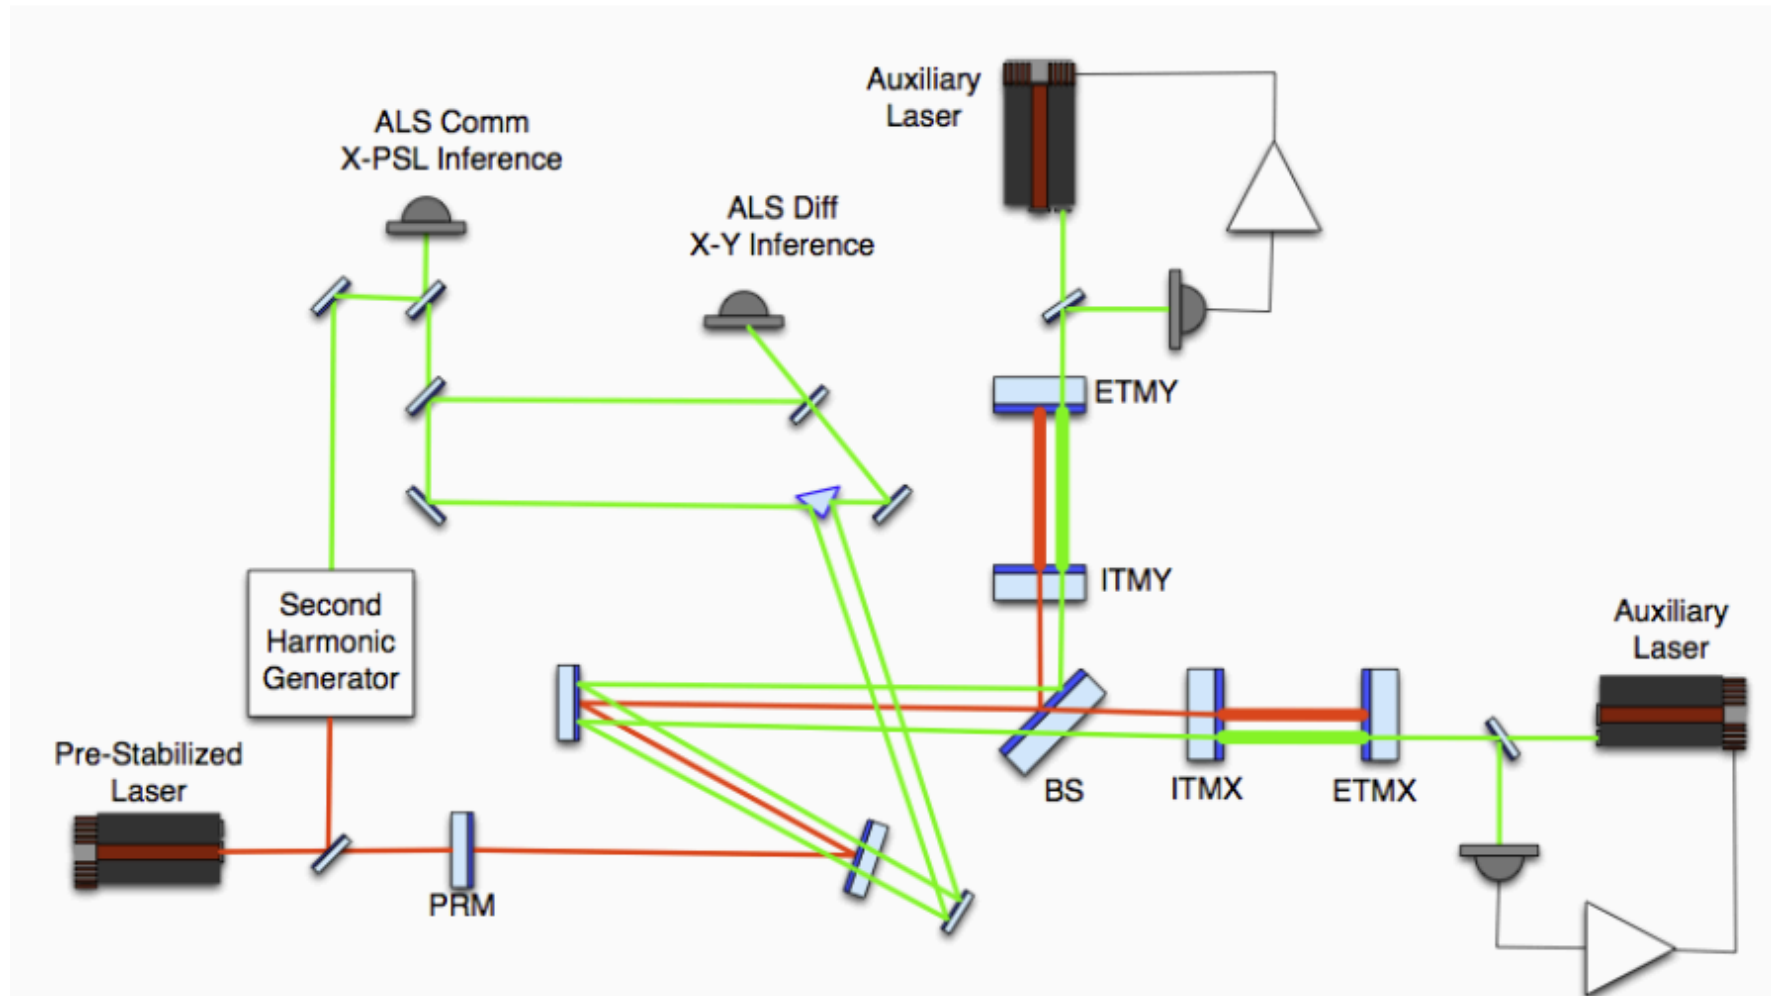 Auxiliary
Laser
ALS Comm
X-PSL Inference
ALS Diff
X-Y Inference
ETMY
ITMY
Second
Harmonic
Generator
Auxiliary
Laser
Pre-Stabilized
Laser
BS
ITMX
ETMX
PRM